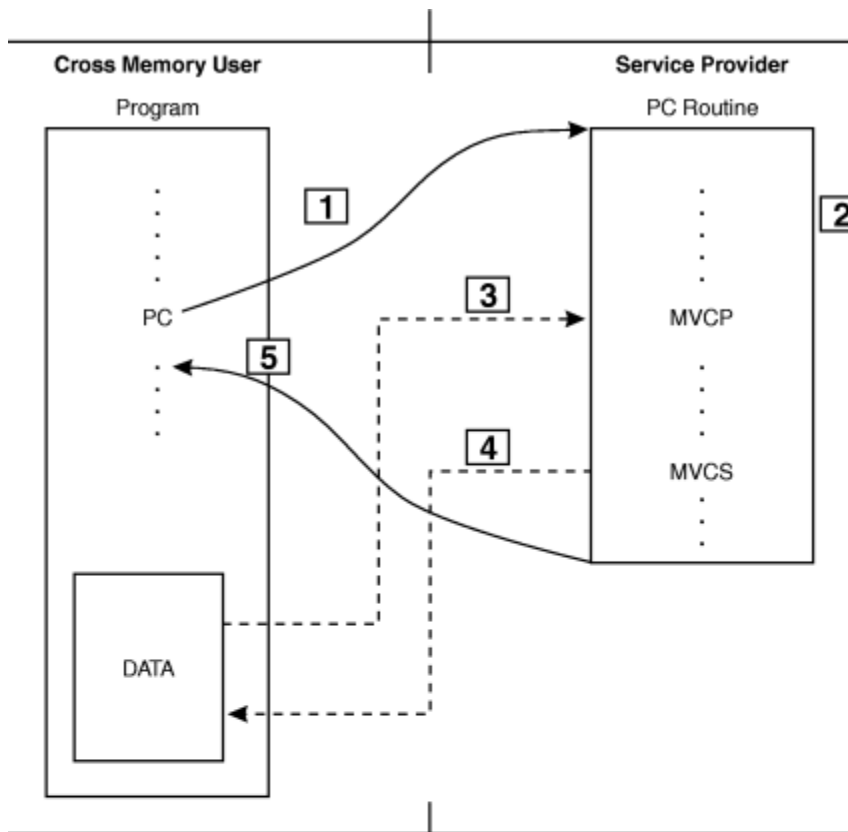 Cross Memory User
Service Provider
Program
PC Routine
1
2
PC
3
MVCP
5
4
MVCS
DATA